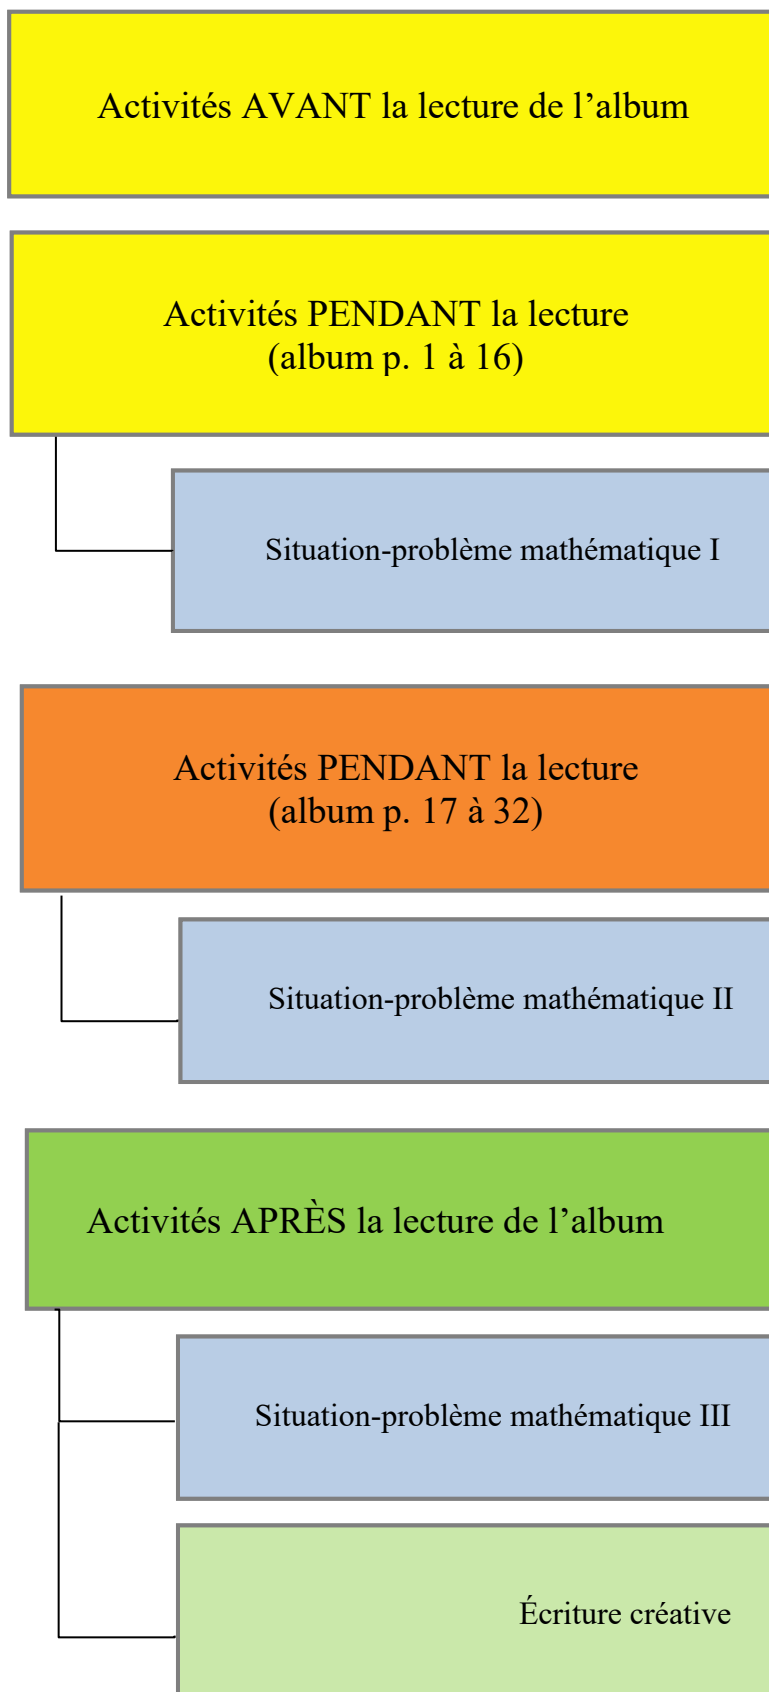 Activités AVANT la lecture de l’album
Activités PENDANT la lecture
(album p. 1 à 16)
Situation-problème mathématique I
Activités PENDANT la lecture
(album p. 17 à 32)
Situation-problème mathématique II
Activités APRÈS la lecture de l’album
Situation-problème mathématique III
Écriture créative